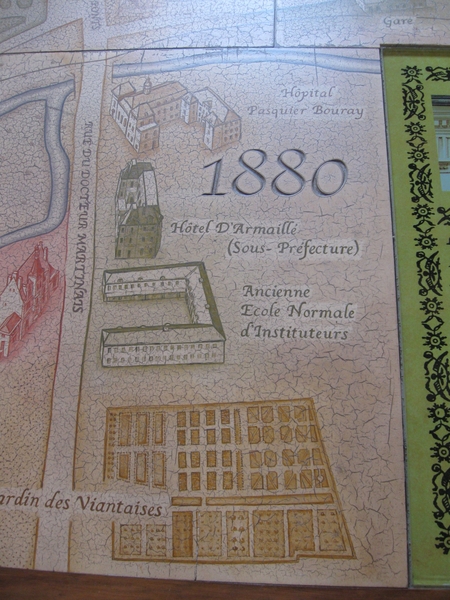 Gare
Hôpital
Pasquier Bouray
1880
RUE DU DOCTEUR MARTINAIS
Hôtel D'Armaillé
(Sous- Préfecture)
Ancienne
Ecole Normale
d'Instituteurs
ardin des Viantaises